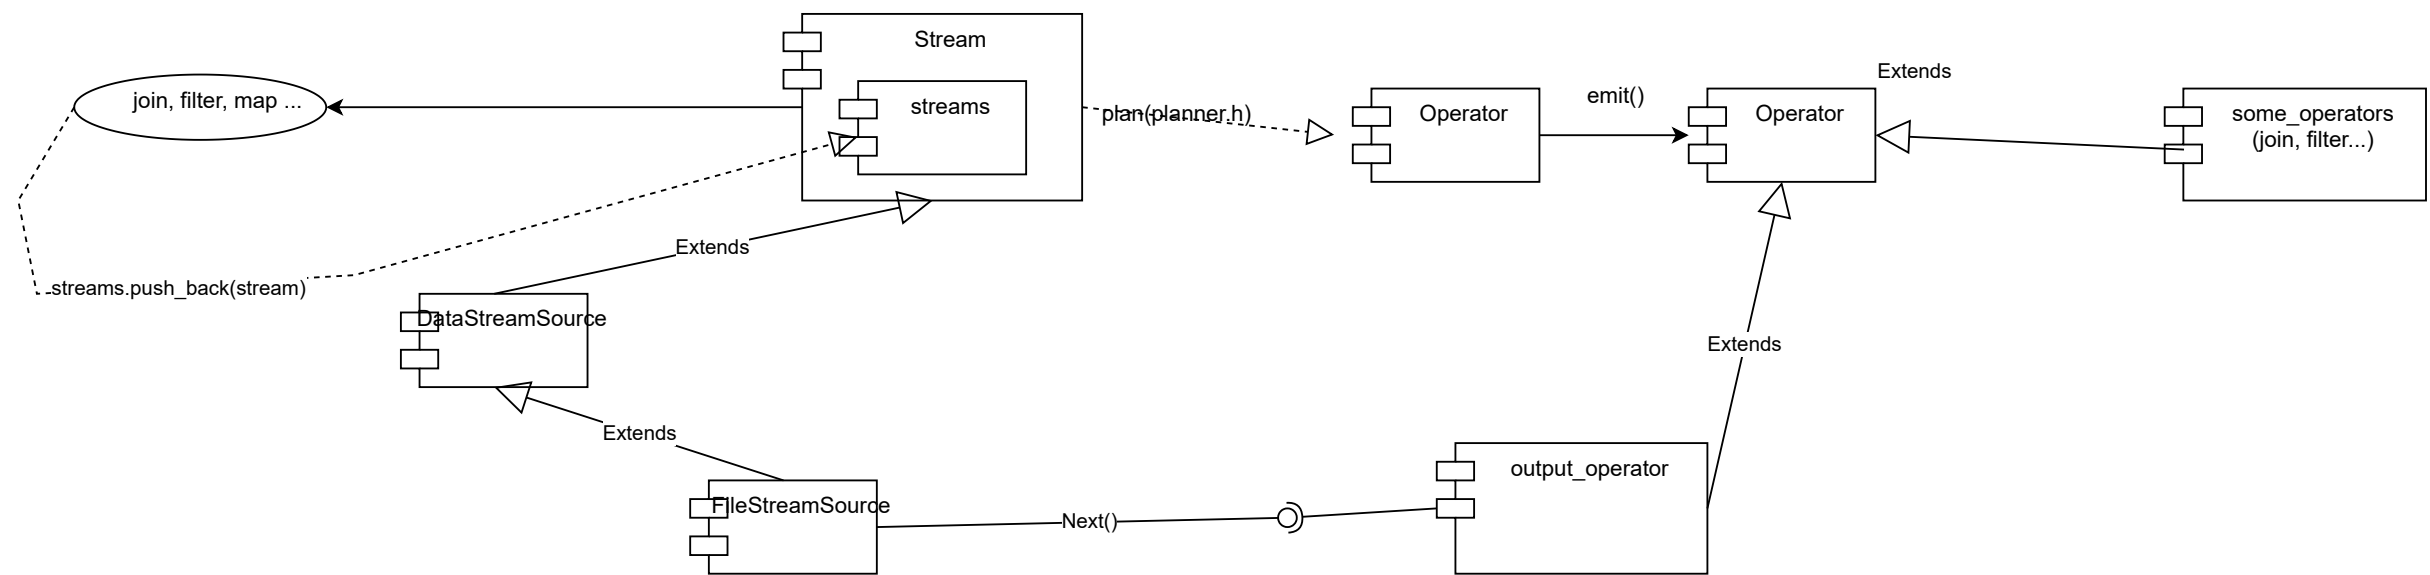 Stream
Extends
join, filter, map ...
streams
emit()
plan(planner.h)
Operator
Operator
some_operators
(join, filter...)
Extends
streams.push_back(stream)
DataStreamSource
Extends
Extends
output_operator
FileStreamSource
Next()